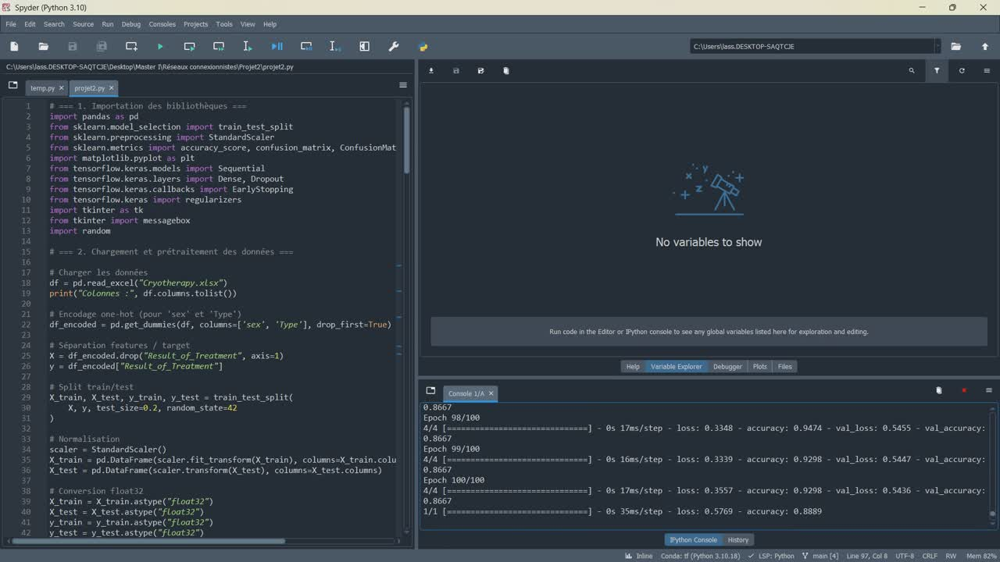 Spyder (Python 3.10)
File Edit Search Source Run Debug Consoles Projects Tools View Help
C:\Users\lass.DESKTOP-SAQTCJE
C:\Users\lass.DESKTOP-SAQTCJE\Desktop\Master I\Réseaux connexionnistes\Projet2\projet2.py
temp.py projet2.py
1 # === 1. Importation des bibliothèques ===
2 import pandas as pd
3 from sklearn.model_selection import train_test_split
4 from sklearn.preprocessing import StandardScaler
5 from sklearn.metrics import accuracy_score, confusion_matrix, ConfusionMat
6 import matplotlib.pyplot as plt
7 from tensorflow.keras.models import Sequential
8 from tensorflow.keras.layers import Dense, Dropout
9 from tensorflow.keras.callbacks import EarlyStopping
10 from tensorflow.keras import regularizers
11 import tkinter as tk
12 from tkinter import messagebox
13 import random
14
15 # === 2. Chargement et prétraitement des données ===
16
17 # Charger les données
18 df = pd.read_excel("Cryotherapy.xlsx")
19 print("Colonnes :", df.columns.tolist())
20
21 # Encodage one-hot (pour 'sex' et 'Type')
22 df_encoded = pd.get_dummies(df, columns=['sex', 'Type'], drop_first=True)
23
24 # Séparation features / target
25 X = df_encoded.drop("Result_of_Treatment", axis=1)
26 y = df_encoded["Result_of_Treatment"]
27
28 # Split train/test
29 X_train, X_test, y_train, y_test = train_test_split(
30 X, y, test_size=0.2, random_state=42
31 )
32
33 # Normalisation
34 scaler = StandardScaler()
35 X_train = pd.DataFrame(scaler.fit_transform(X_train), columns=X_train.colu
36 X_test = pd.DataFrame(scaler.transform(X_test), columns=X_test.columns)
37
38 # Conversion float32
39 X_train = X_train.astype("float32")
40 X_test = X_test.astype("float32")
41 y_train = y_train.astype("float32")
42 y_test = y_test.astype("float32")
x y z
No variables to show
Run code in the Editor or IPython console to see any global variables listed here for exploration and editing.
Help Variable Explorer Debugger Plots Files
Console 1/A
0.8667
Epoch 98/100
4/4 [==============================] - 0s 17ms/step - loss: 0.3348 - accuracy: 0.9474 - val_loss: 0.5455 - val_accuracy:
0.8667
Epoch 99/100
4/4 [==============================] - 0s 16ms/step - loss: 0.3339 - accuracy: 0.9298 - val_loss: 0.5447 - val_accuracy:
0.8667
Epoch 100/100
4/4 [==============================] - 0s 17ms/step - loss: 0.3557 - accuracy: 0.9298 - val_loss: 0.5436 - val_accuracy:
0.8667
1/1 [==============================] - 0s 35ms/step - loss: 0.5769 - accuracy: 0.8889
IPython Console History
Inline Conda: tf (Python 3.10.18) LSP: Python main [4] Line 97, Col 8 UTF-8 CRLF RW Mem 82%